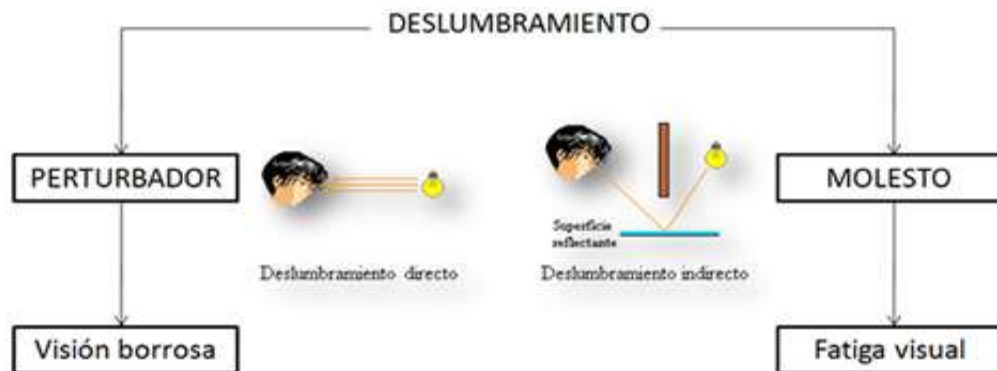 DESLUMBRAMIENTO
PERTURBADOR
MOLESTO
Superficie
reflectante
Deslumbramiento directo
Deslumbramiento indirecto
Visión borrosa
Fatiga visual